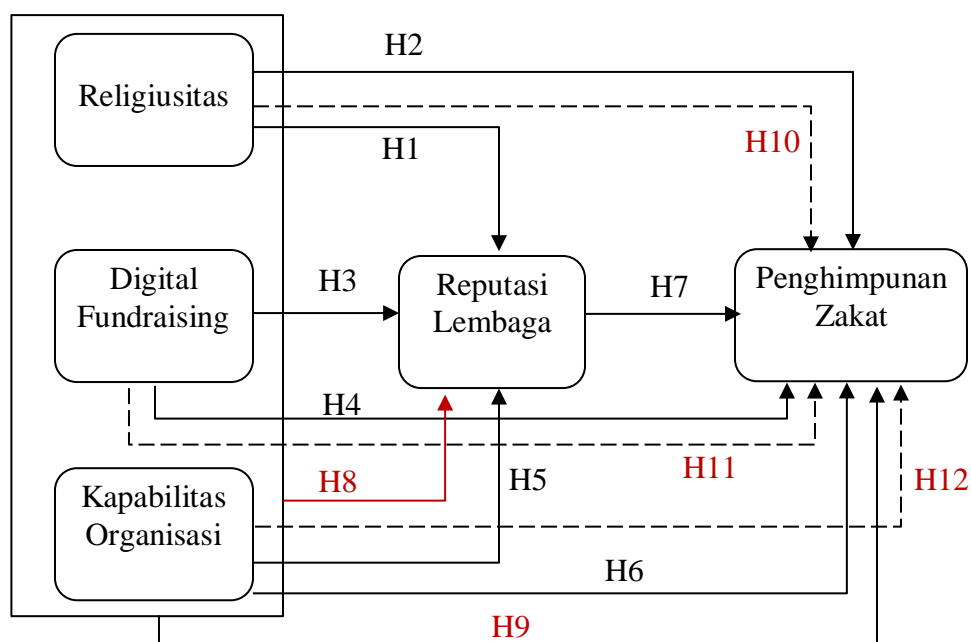 H2
Religiusitas
H10
H1
Digital
Fundraising
H3
Reputasi
Lembaga
H7
Penghimpunan
Zakat
H4
H11
H8
H5
H12
Kapabilitas
Organisasi
H6
H9